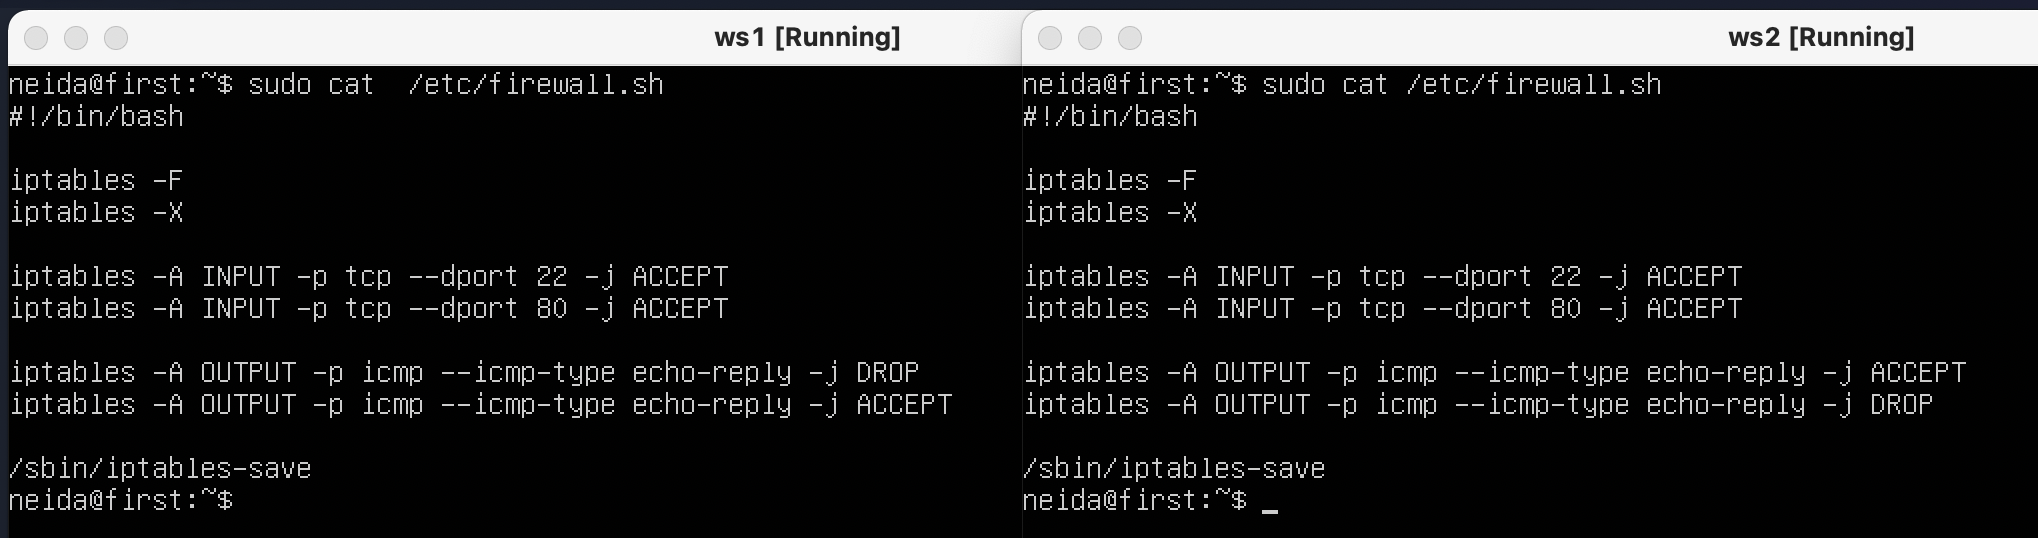 ws1 [Running]
neida@first:~$ sudo cat  /etc/firewall.sh
#!/bin/bash
iptables -F
iptables -X
iptables -A INPUT -p tcp --dport 22 -j ACCEPT
iptables -A INPUT -p tcp --dport 80 -j ACCEPT
iptables -A OUTPUT -p icmp --icmp-type echo-reply -j DROP
iptables -A OUTPUT -p icmp --icmp-type echo-reply -j ACCEPT
/sbin/iptables-save
neida@first:~$
ws2 [Running]
neida@first:~$ sudo cat /etc/firewall.sh
#!/bin/bash
iptables -F
iptables -X
iptables -A INPUT -p tcp --dport 22 -j ACCEPT
iptables -A INPUT -p tcp --dport 80 -j ACCEPT
iptables -A OUTPUT -p icmp --icmp-type echo-reply -j ACCEPT
iptables -A OUTPUT -p icmp --icmp-type echo-reply -j DROP
/sbin/iptables-save
neida@first:~$ _